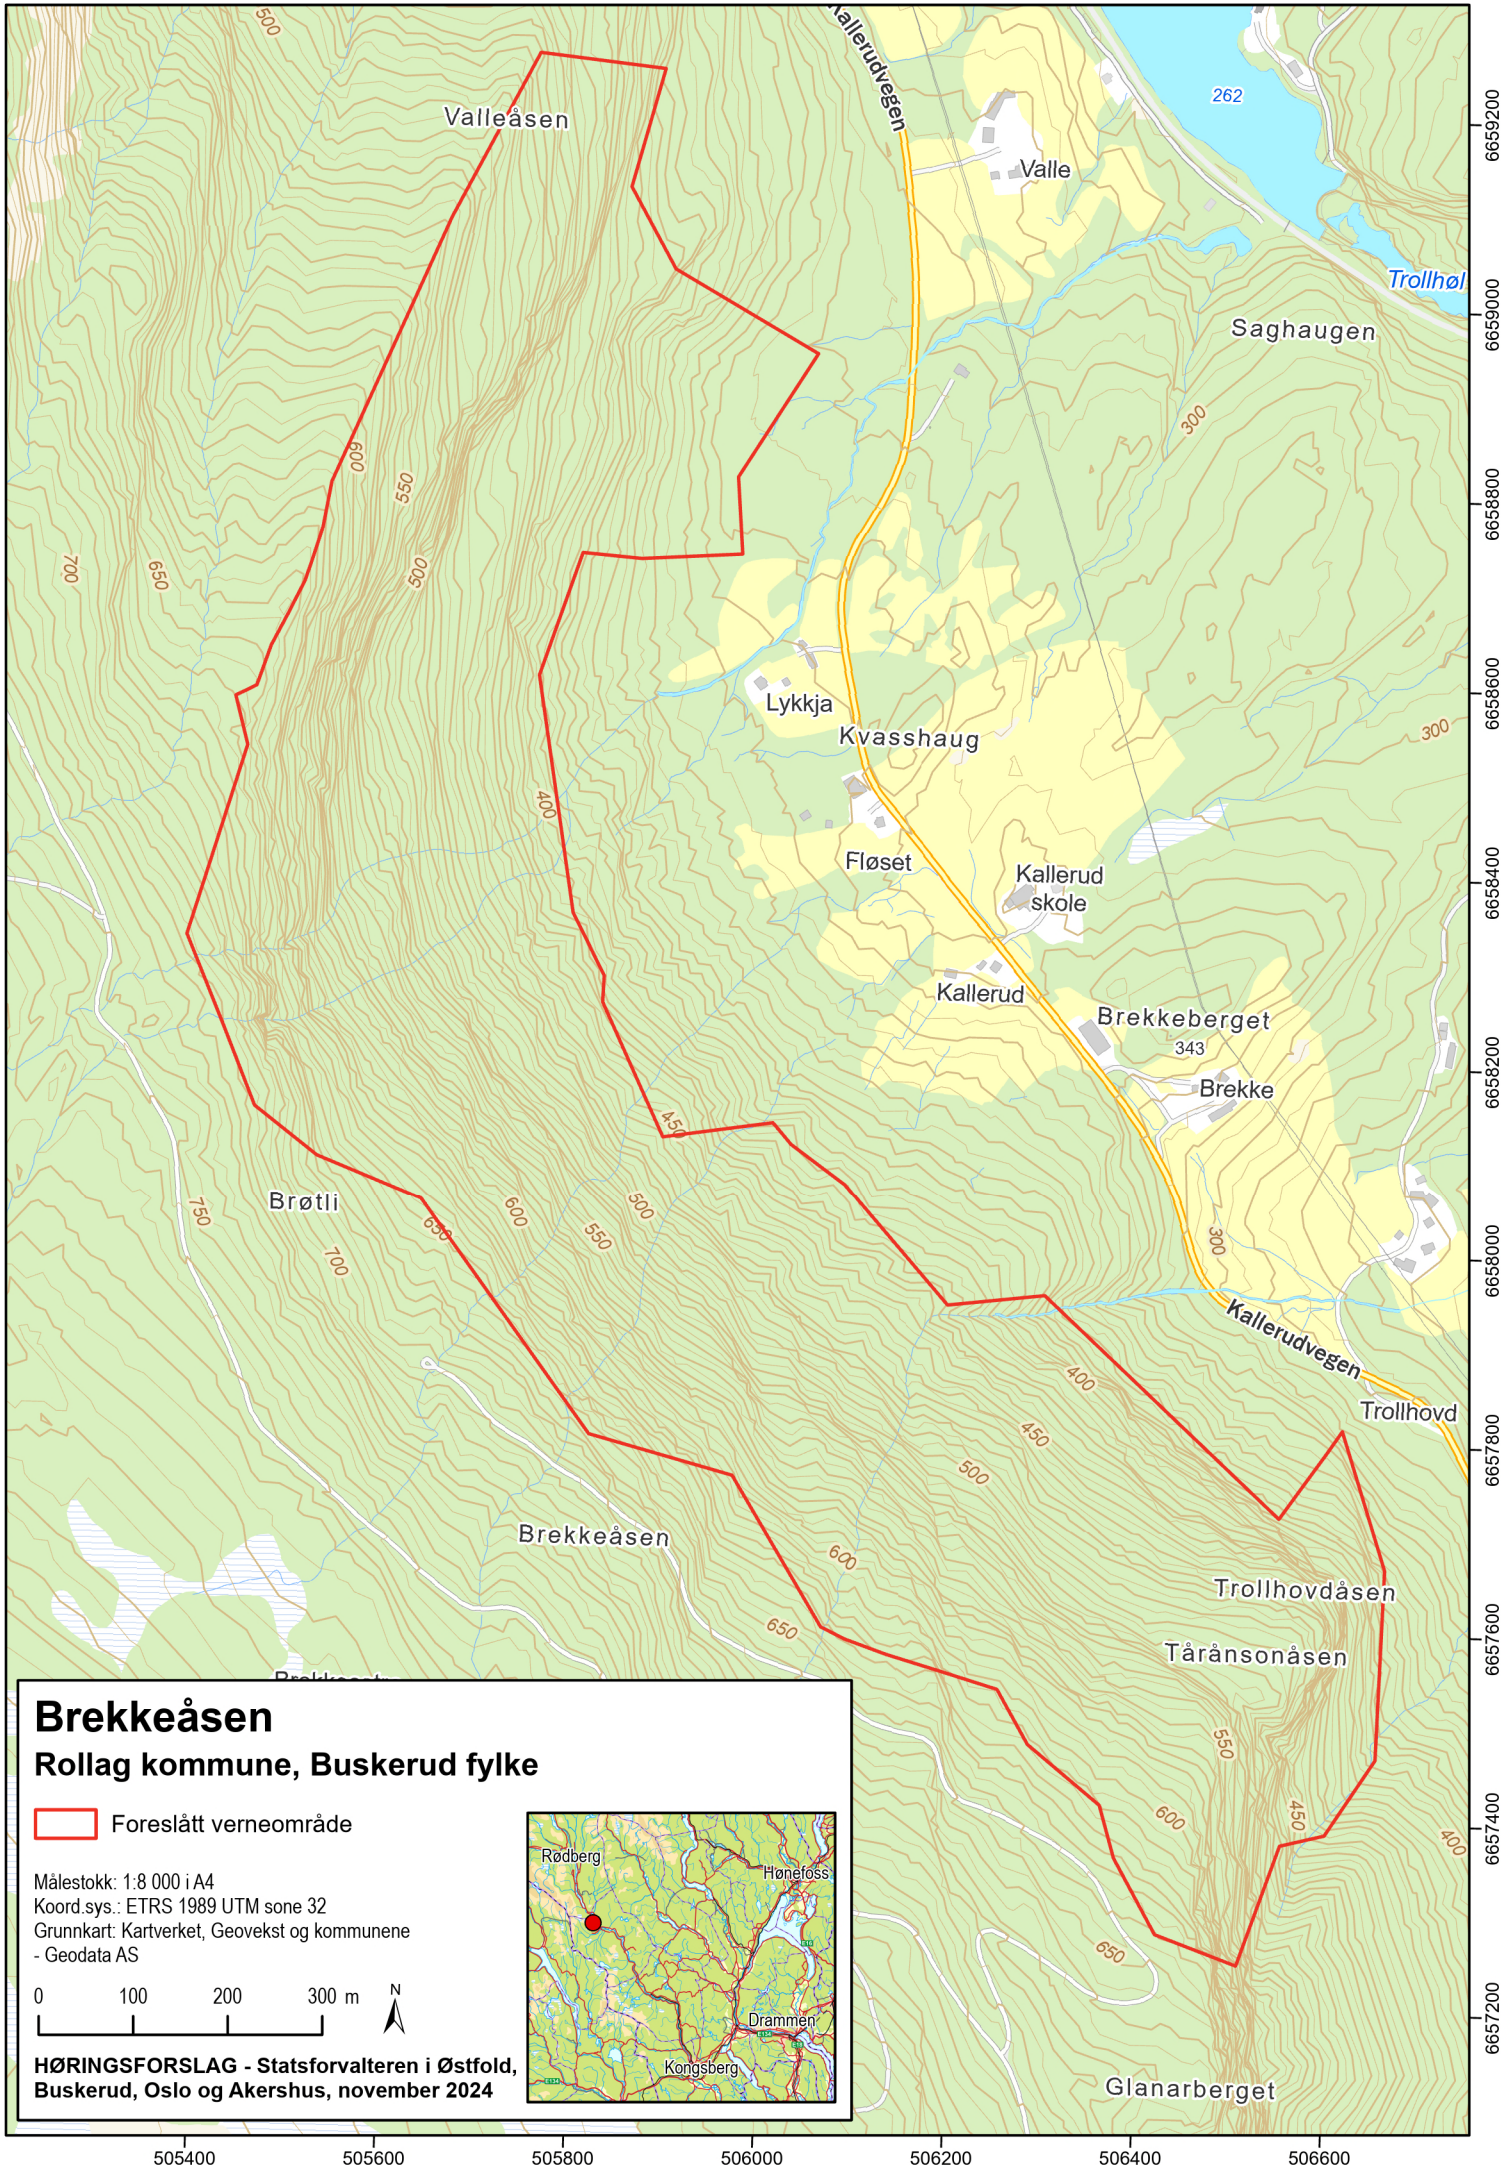 500
Kallerudvegen
Valleåsen
262
Valle
Trollhøl
Saghaugen
6659200
6659000
300
600
550
500
700
650
6658800
Lykkja
Kvasshaug
6658600
300
400
Fløset
Kallerud
skole
6658400
Kallerud
Brekkeberget
343
Brekke
6658200
450
Brøtli
750
700
650
600
550
500
300
6658000
Kallerudvegen
400
Trollhovd
450
500
6657800
Brekkeåsen
600
Trollhovdåsen
650
Tårånsonåsen
6657600
550
600
450
400
6657400
650
6657200
Glanarberget
Brekkeåsen
Rollag kommune, Buskerud fylke
Foreslått verneområde
Målestokk: 1:8 000 i A4
Koord.sys.: ETRS 1989 UTM sone 32
Grunnkart: Kartverket, Geovekst og kommunene
- Geodata AS
0 100 200 300 m
N
HØRINGSFORSLAG - Statsforvalteren i Østfold,
Buskerud, Oslo og Akershus, november 2024
Rødberg
Hønefoss
E16
Drammen
E134
Kongsberg
E134
505400 505600 505800 506000 506200 506400 506600